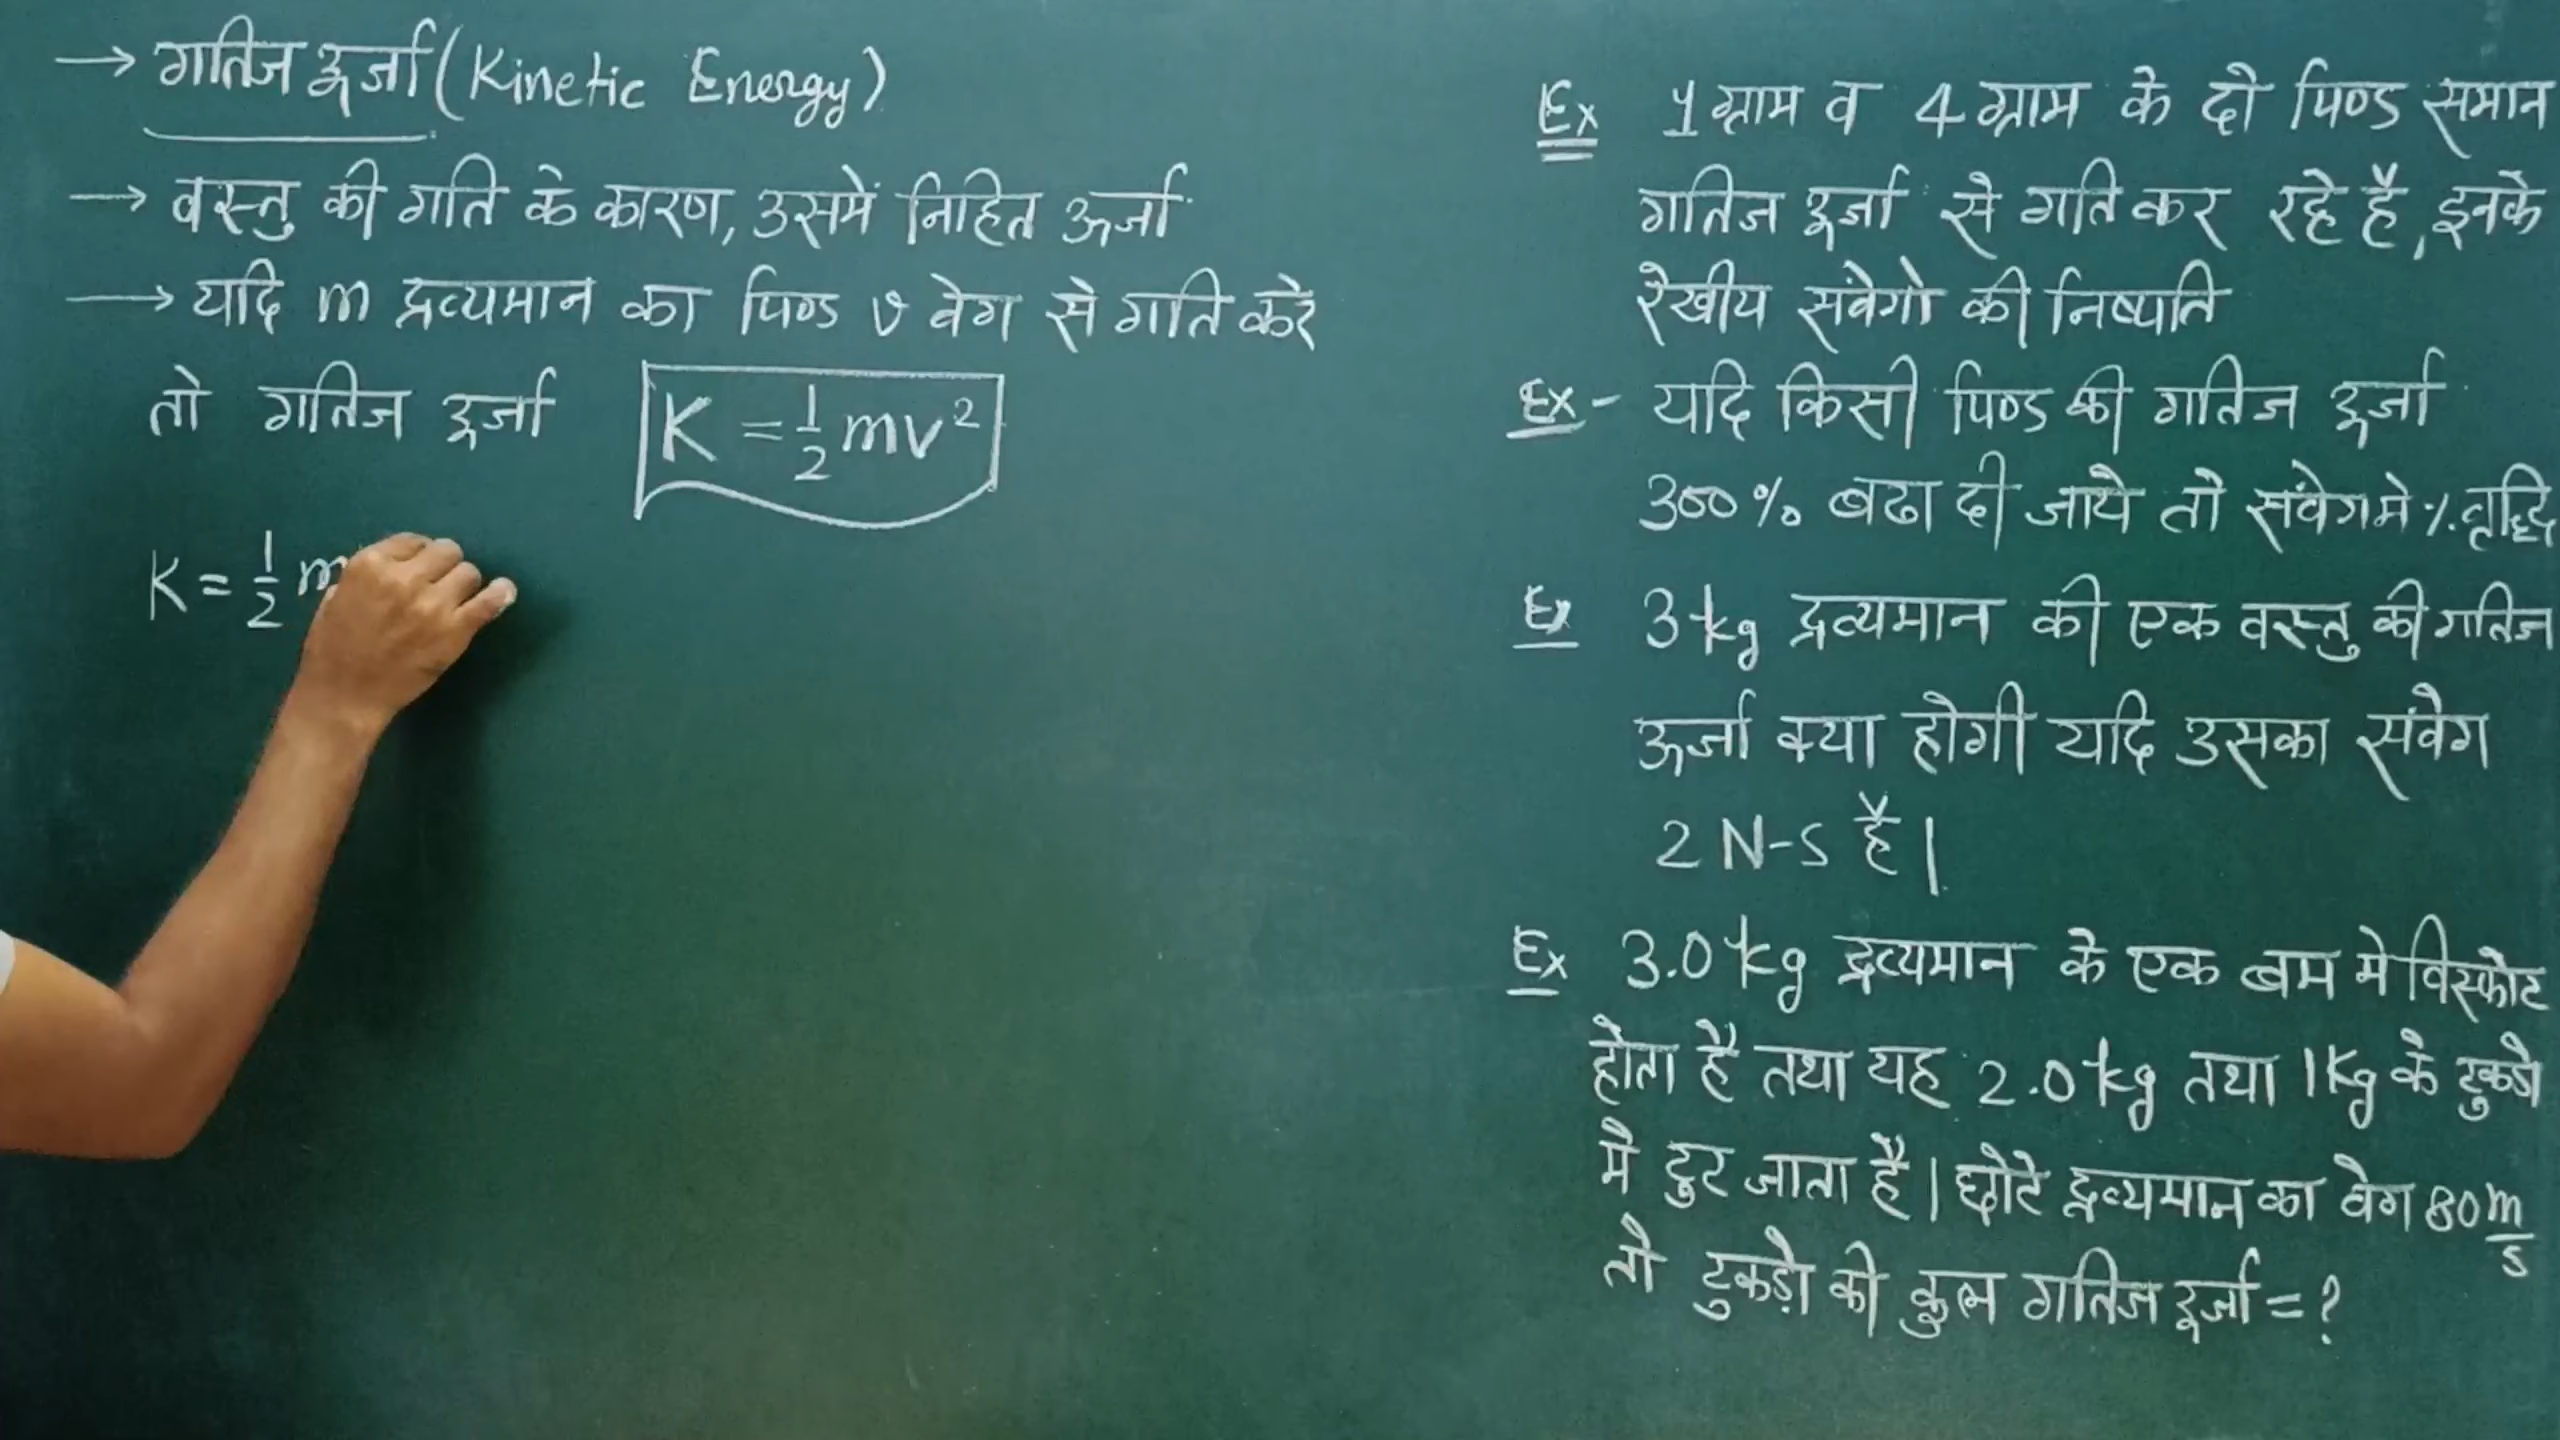 → गतिज ऊर्जा (Kinetic Energy)
→ वस्तु की गति के कारण, उसमें निहित ऊर्जा
→ यदि m द्रव्यमान का पिण्ड v वेग से गति करे
तो गतिज ऊर्जा K = 1/2 mv²
K = 1/2 m
Ex 1 ग्राम व 4 ग्राम के दो पिण्ड समान
गतिज ऊर्जा से गति कर रहे है, इनके
रेखीय संवेगो की निष्पति
Ex - यदि किसी पिण्ड की गतिज ऊर्जा
300% बढा दी जाये तो संवेग मे % वृद्धि
Ex 3 kg द्रव्यमान की एक वस्तु की गतिज
ऊर्जा क्या होगी यदि उसका संवेग
2 N-S है |
Ex 3.0 kg द्रव्यमान के एक बम मे विस्फोट
होता है तथा यह 2.0 kg तथा 1 Kg के टुकडो
मे टुट जाता है | छोटे द्रव्यमान का वेग 80 m/s
तो टुकड़ो की कुल गतिज ऊर्जा = ?